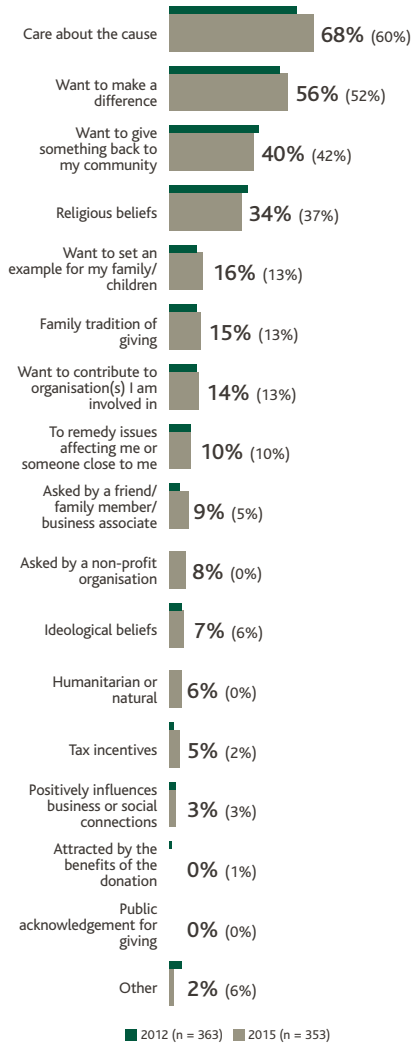 Care about the cause
68% (60%)
Want to make a
difference
56% (52%)
Want to give
something back to
my community
40% (42%)
Religious beliefs
34% (37%)
Want to set an
example for my family/
children
16% (13%)
Family tradition of
giving
15% (13%)
Want to contribute to
organisation(s) I am
involved in
14% (13%)
To remedy issues
affecting me or
someone close to me
10% (10%)
Asked by a friend/
family member/
business associate
9% (5%)
Asked by a non-profit
organisation
8% (0%)
Ideological beliefs
7% (6%)
Humanitarian or
natural
6% (0%)
Tax incentives
5% (2%)
Positively influences
business or social
connections
3% (3%)
Attracted by the
benefits of the
donation
0% (1%)
Public
acknowledgement for
giving
0% (0%)
Other
2% (6%)
2012 (n = 363) 2015 (n = 353)